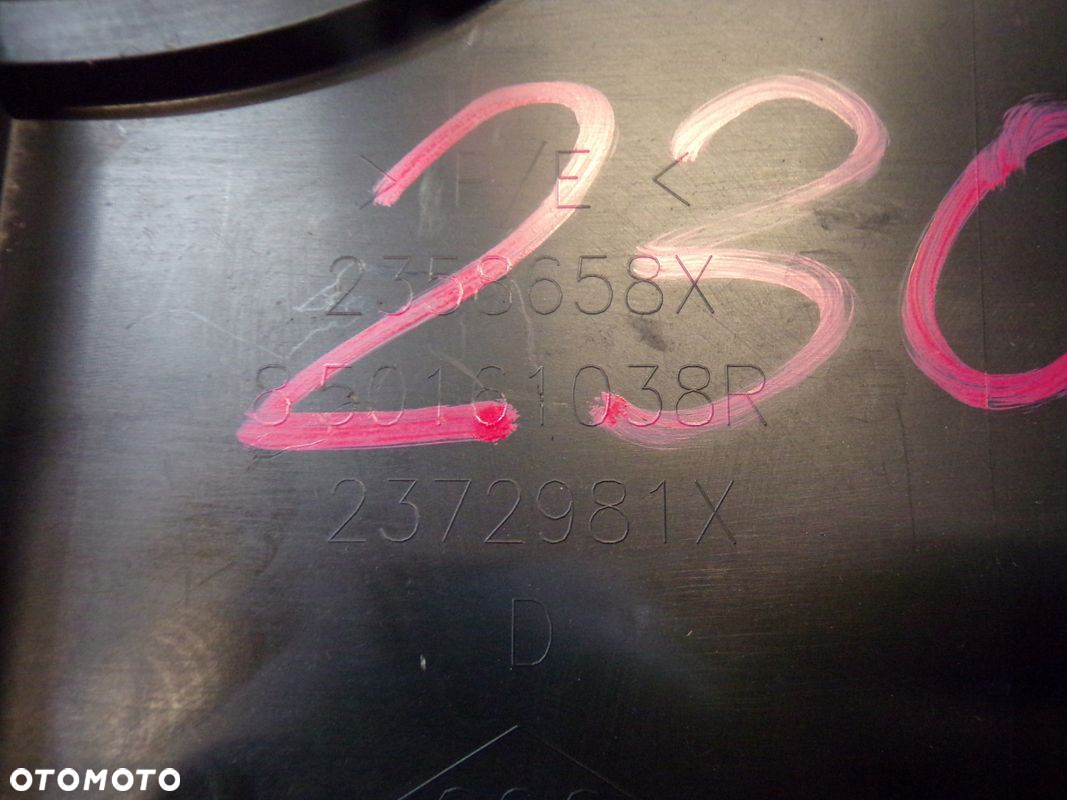 230
> P/E <
2358658X
850161038R
2372981X
D
OTOMOTO